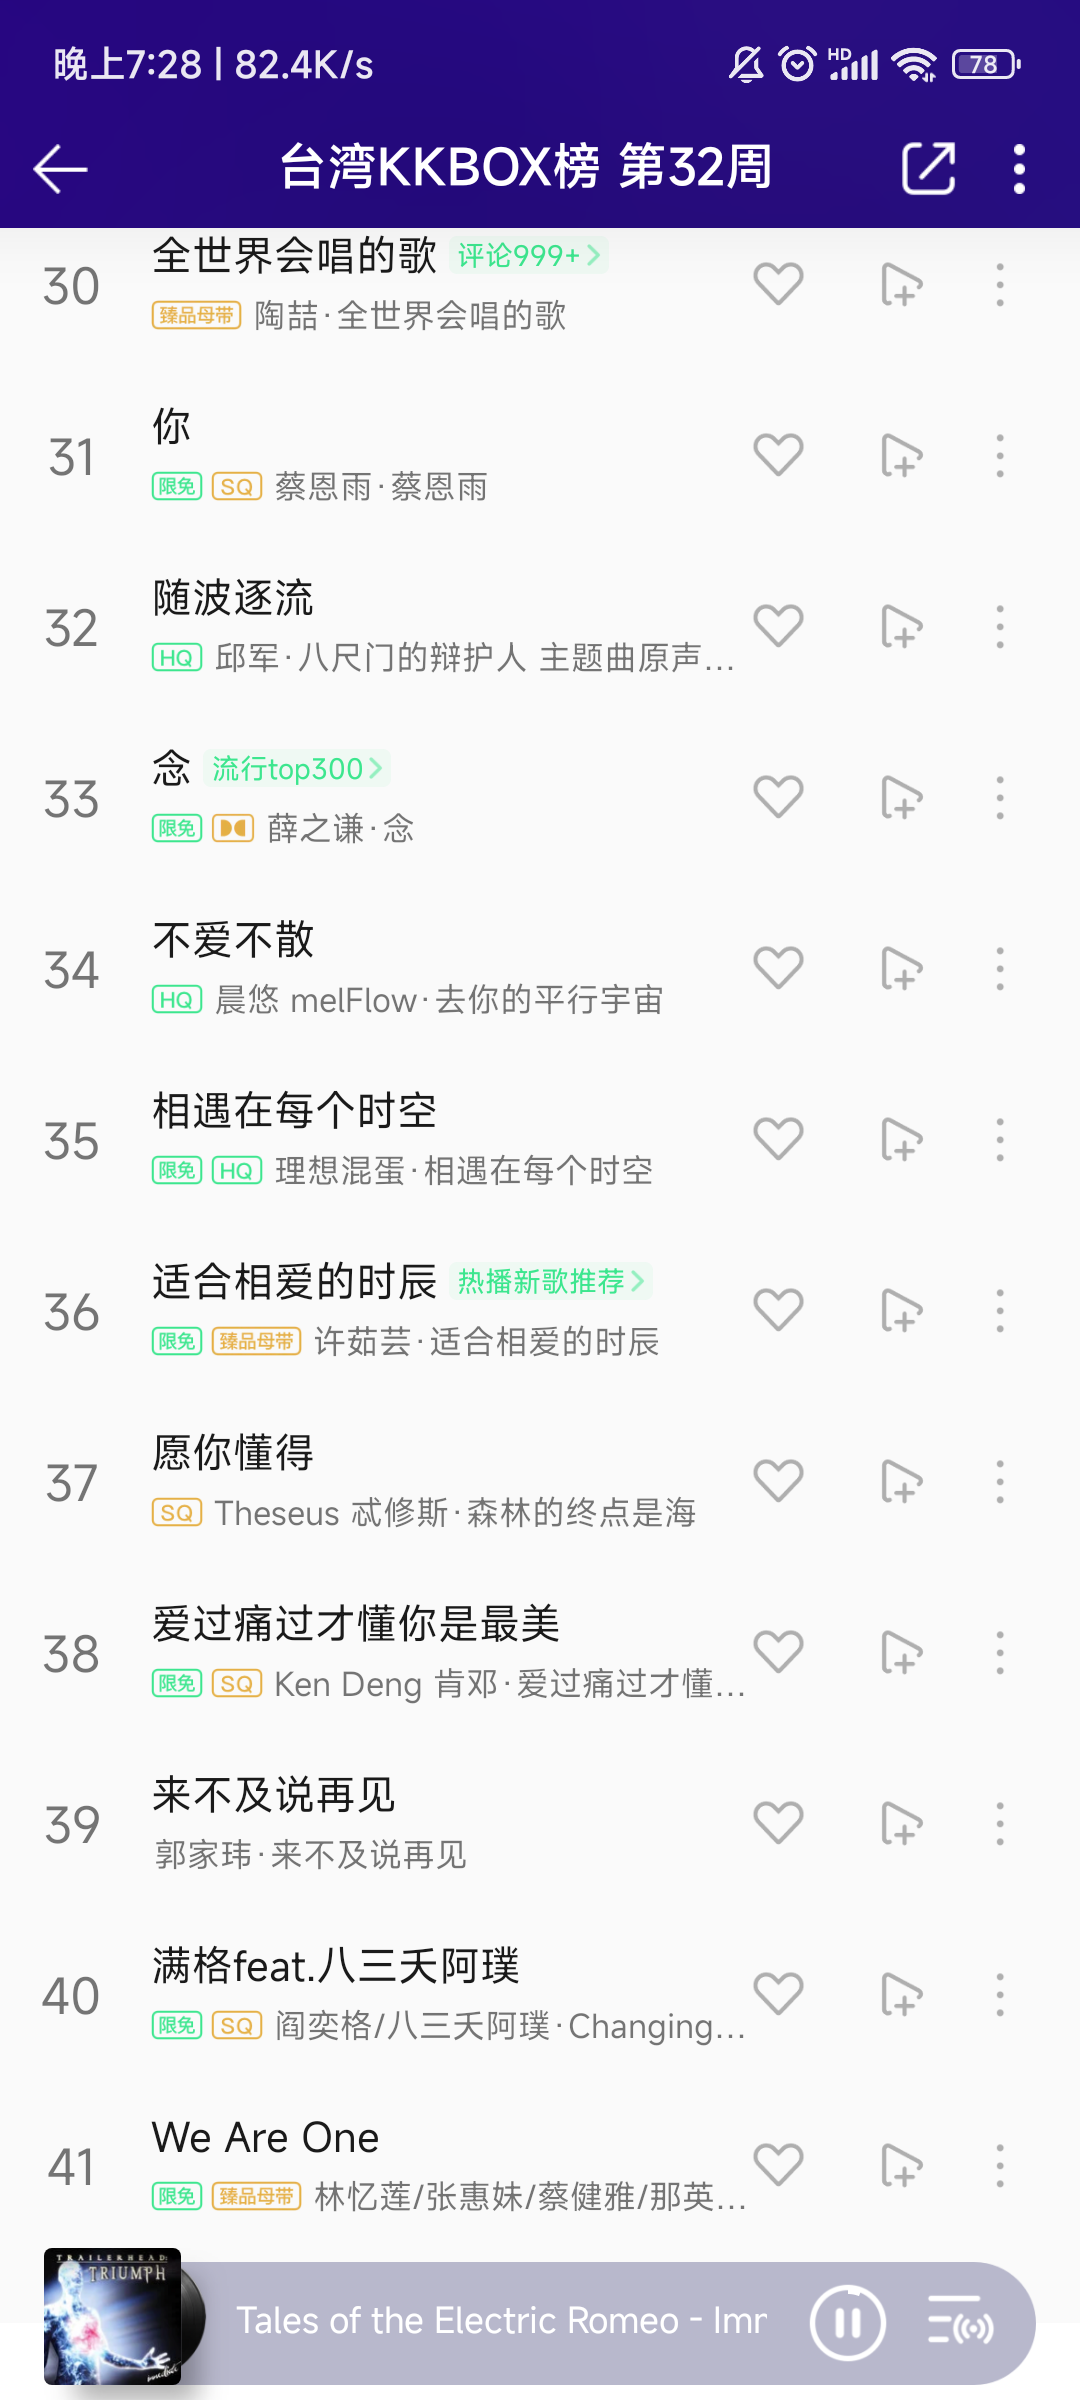 晚上7:28 | 82.4K/s
HD
78
台湾KKBOX榜 第32周
30
全世界会唱的歌 评论999+
臻品母带 陶喆·全世界会唱的歌
31
你
限免 SQ 蔡恩雨·蔡恩雨
32
随波逐流
HQ 邱军·八尺门的辩护人 主题曲原声...
33
念 流行top300
限免 薛之谦·念
34
不爱不散
HQ 晨悠 melFlow·去你的平行宇宙
35
相遇在每个时空
限免 HQ 理想混蛋·相遇在每个时空
36
适合相爱的时辰 热播新歌推荐
限免 臻品母带 许茹芸·适合相爱的时辰
37
愿你懂得
SQ Theseus 忒修斯·森林的终点是海
38
爱过痛过才懂你是最美
限免 SQ Ken Deng 肯邓·爱过痛过才懂...
39
来不及说再见
郭家玮·来不及说再见
40
满格feat.八三夭阿璞
限免 SQ 阎奕格/八三夭阿璞·Changing...
41
We Are One
限免 臻品母带 林忆莲/张惠妹/蔡健雅/那英...
TRAILERHEAD:
TRIUMPH
Tales of the Electric Romeo - Imr